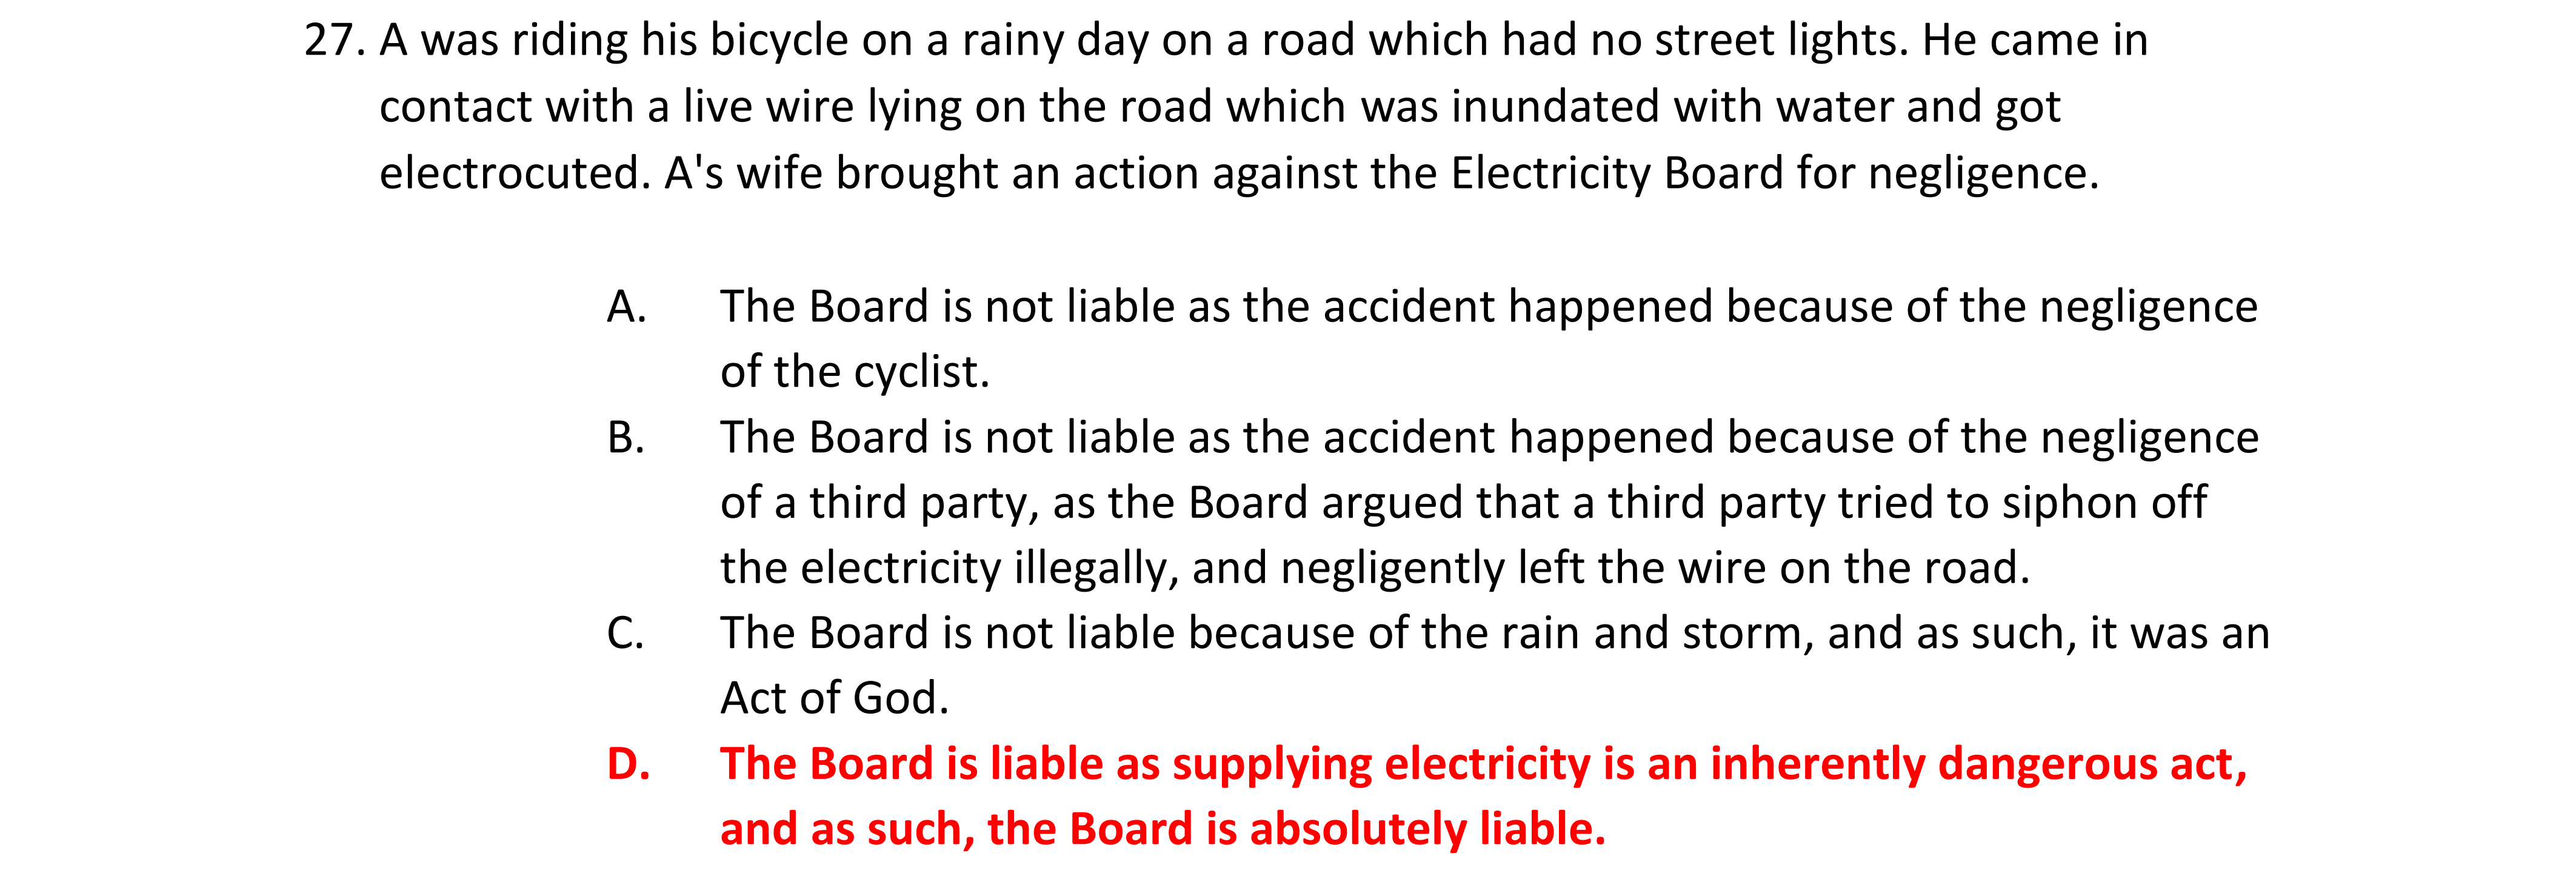 27. A was riding his bicycle on a rainy day on a road which had no street lights. He came in
contact with a live wire lying on the road which was inundated with water and got
electrocuted. A's wife brought an action against the Electricity Board for negligence.
A. The Board is not liable as the accident happened because of the negligence
of the cyclist.
B. The Board is not liable as the accident happened because of the negligence
of a third party, as the Board argued that a third party tried to siphon off
the electricity illegally, and negligently left the wire on the road.
C. The Board is not liable because of the rain and storm, and as such, it was an
Act of God.
D. The Board is liable as supplying electricity is an inherently dangerous act,
and as such, the Board is absolutely liable.